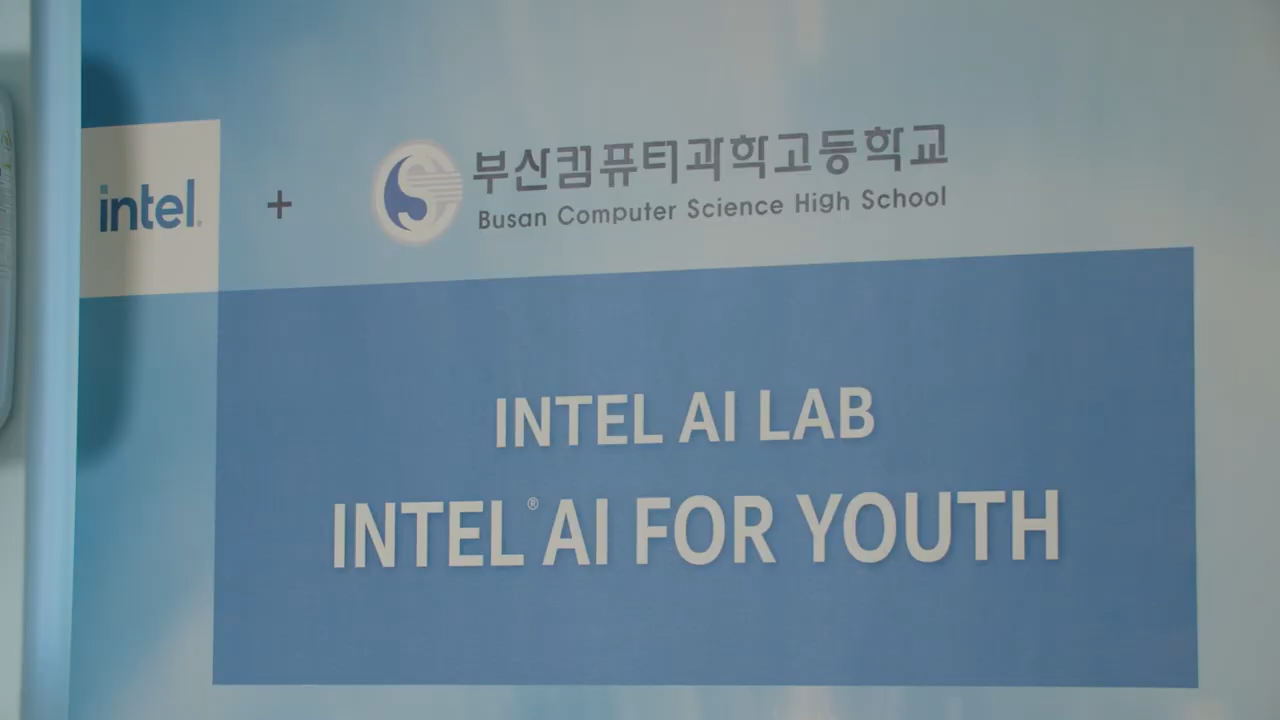 intel.
+
부산컴퓨터과학고등학교
Busan Computer Science High School
INTEL AI LAB
INTEL® AI FOR YOUTH